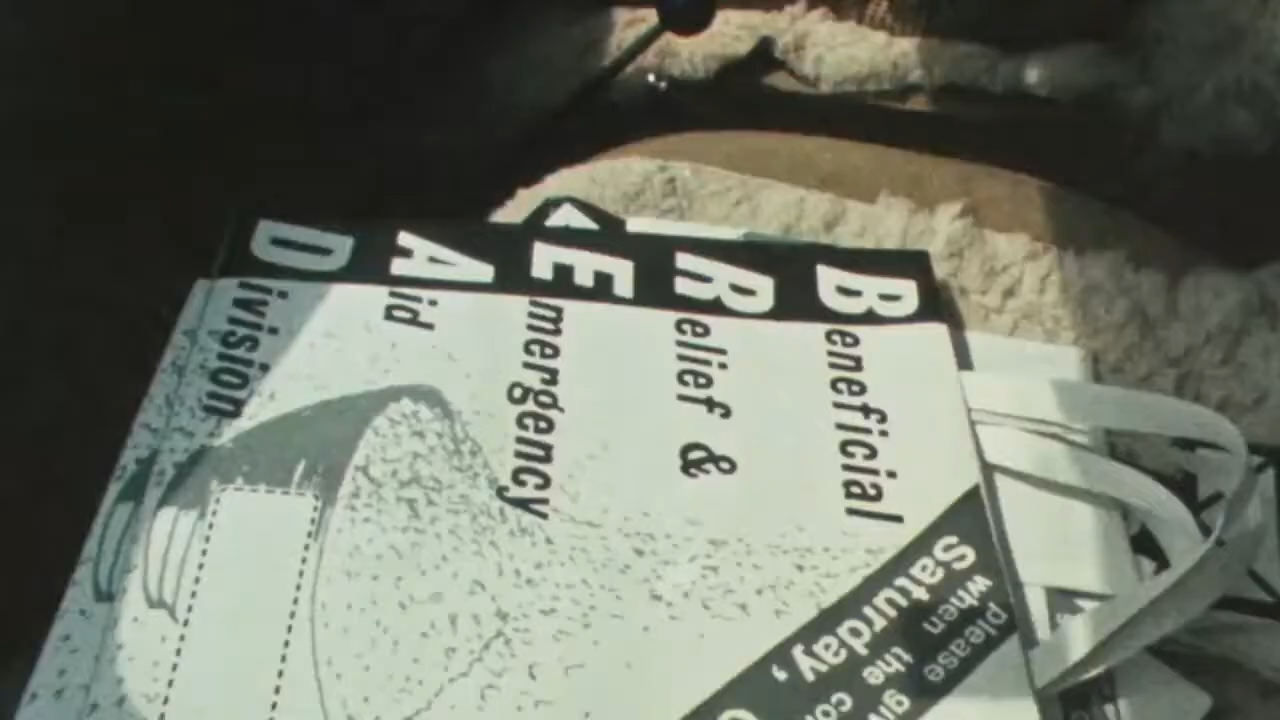 Beneficial
Relief &
Emergency
Aid
Division
Saturday,
please
when the